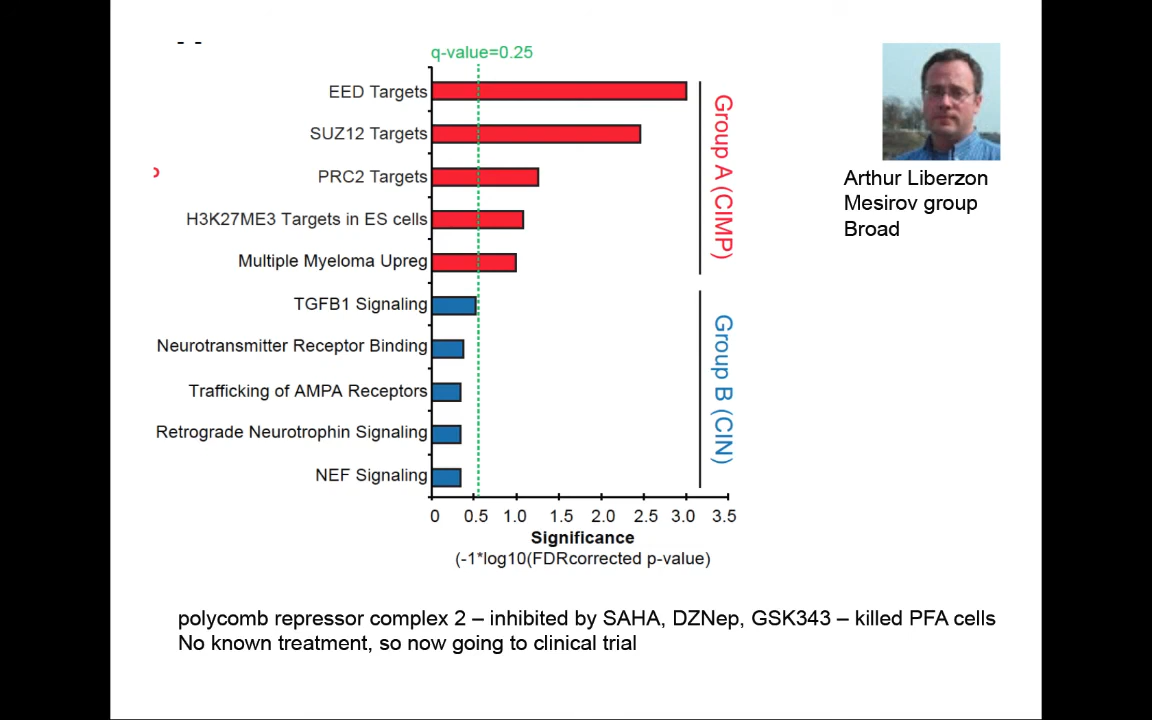 q-value=0.25
EED Targets
SUZ12 Targets
PRC2 Targets
H3K27ME3 Targets in ES cells
Multiple Myeloma Upreg
TGFB1 Signaling
Neurotransmitter Receptor Binding
Trafficking of AMPA Receptors
Retrograde Neurotrophin Signaling
NEF Signaling
Group A (CIMP)
Group B (CIN)
0 0.5 1.0 1.5 2.0 2.5 3.0 3.5
Significance
(-1*log10(FDRcorrected p-value)
Arthur Liberzon
Mesirov group
Broad
polycomb repressor complex 2 – inhibited by SAHA, DZNep, GSK343 – killed PFA cells
No known treatment, so now going to clinical trial